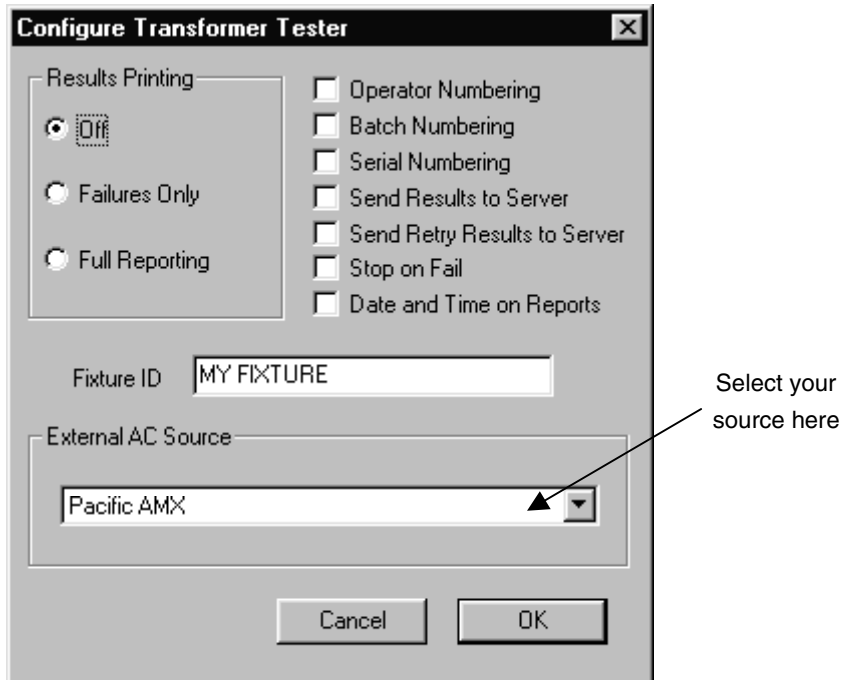 Configure Transformer Tester
Results Printing
Off
Failures Only
Full Reporting
Operator Numbering
Batch Numbering
Serial Numbering
Send Results to Server
Send Retry Results to Server
Stop on Fail
Date and Time on Reports
Fixture ID MY FIXTURE
Select your
source here
External AC Source
Pacific AMX
Cancel OK